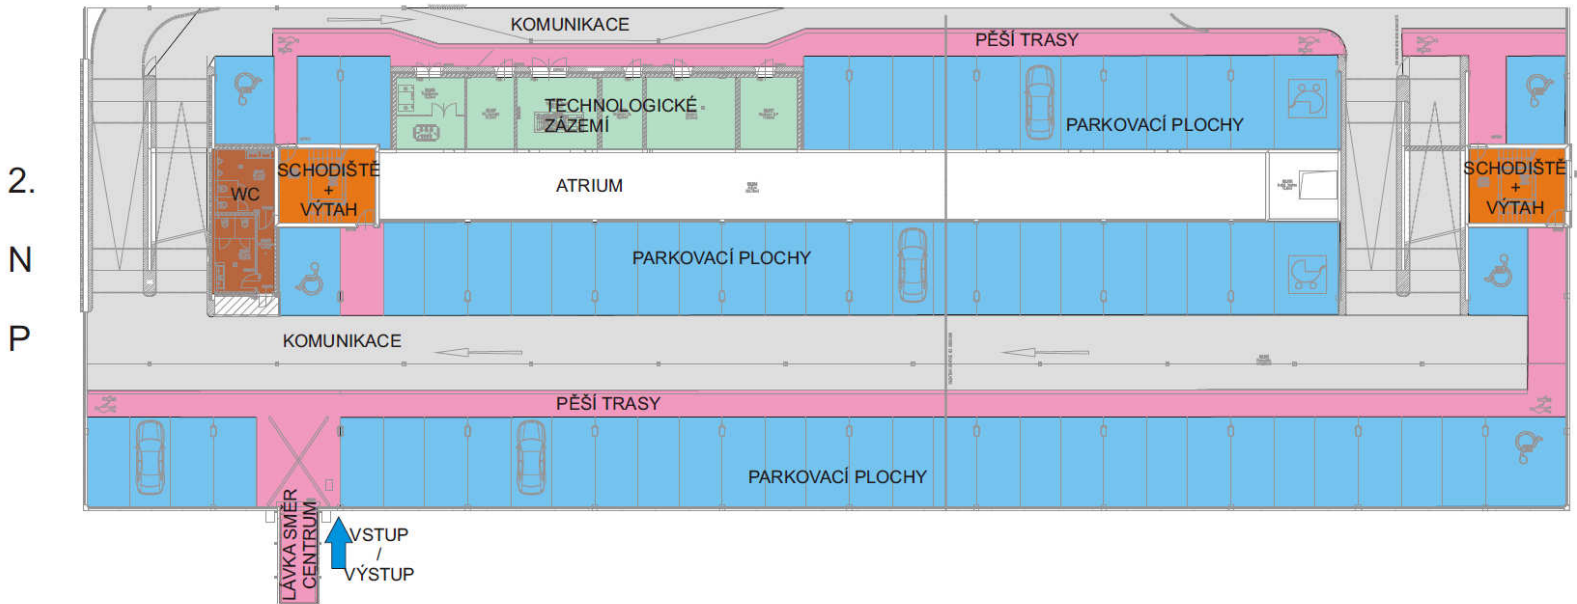 KOMUNIKACE
PĚŠÍ TRASY
TECHNOLOGICKÉ
ZÁZEMÍ
PARKOVACÍ PLOCHY
2.
N
P
WC
SCHODIŠTĚ
+
VÝTAH
ATRIUM
SCHODIŠTĚ
+
VÝTAH
PARKOVACÍ PLOCHY
KOMUNIKACE
PĚŠÍ TRASY
PARKOVACÍ PLOCHY
LÁVKA SMĚR
CENTRUM
VSTUP
/
VÝSTUP